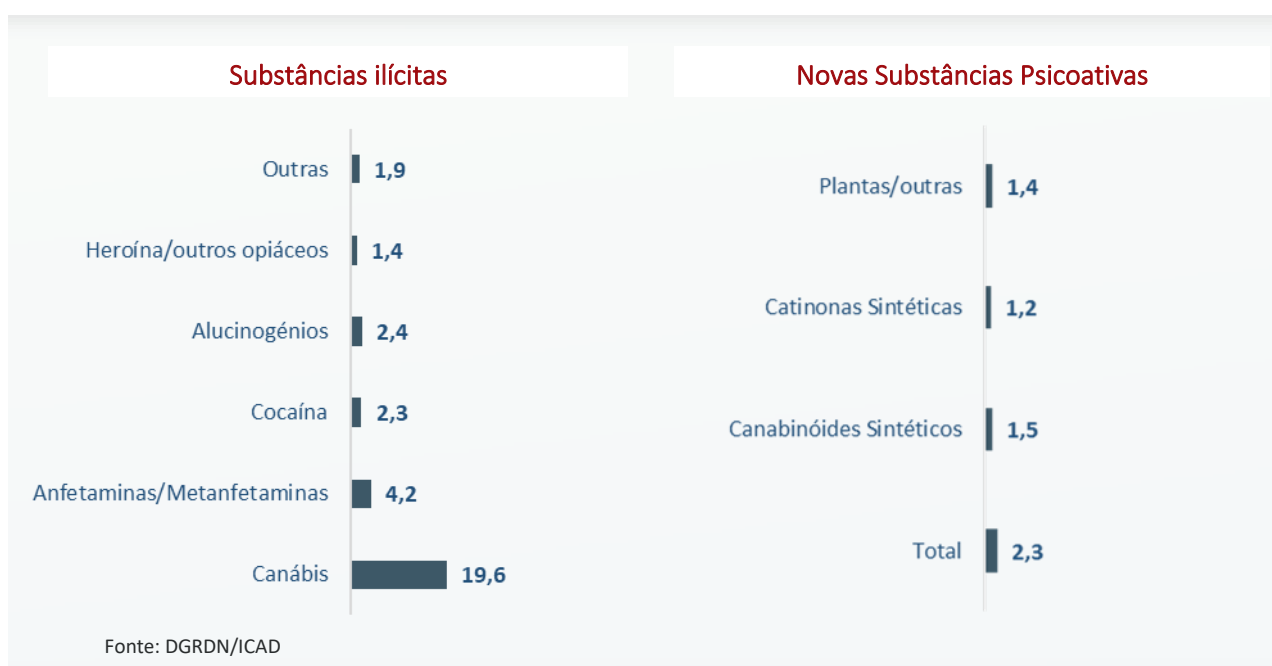 Substâncias ilícitas
Outras 1,9
Heroína/outros opiáceos 1,4
Alucinogénios 2,4
Cocaína 2,3
Anfetaminas/Metanfetaminas 4,2
Canábis 19,6
Fonte: DGRDN/ICAD
Novas Substâncias Psicoativas
Plantas/outras 1,4
Catinonas Sintéticas 1,2
Canabinóides Sintéticos 1,5
Total 2,3